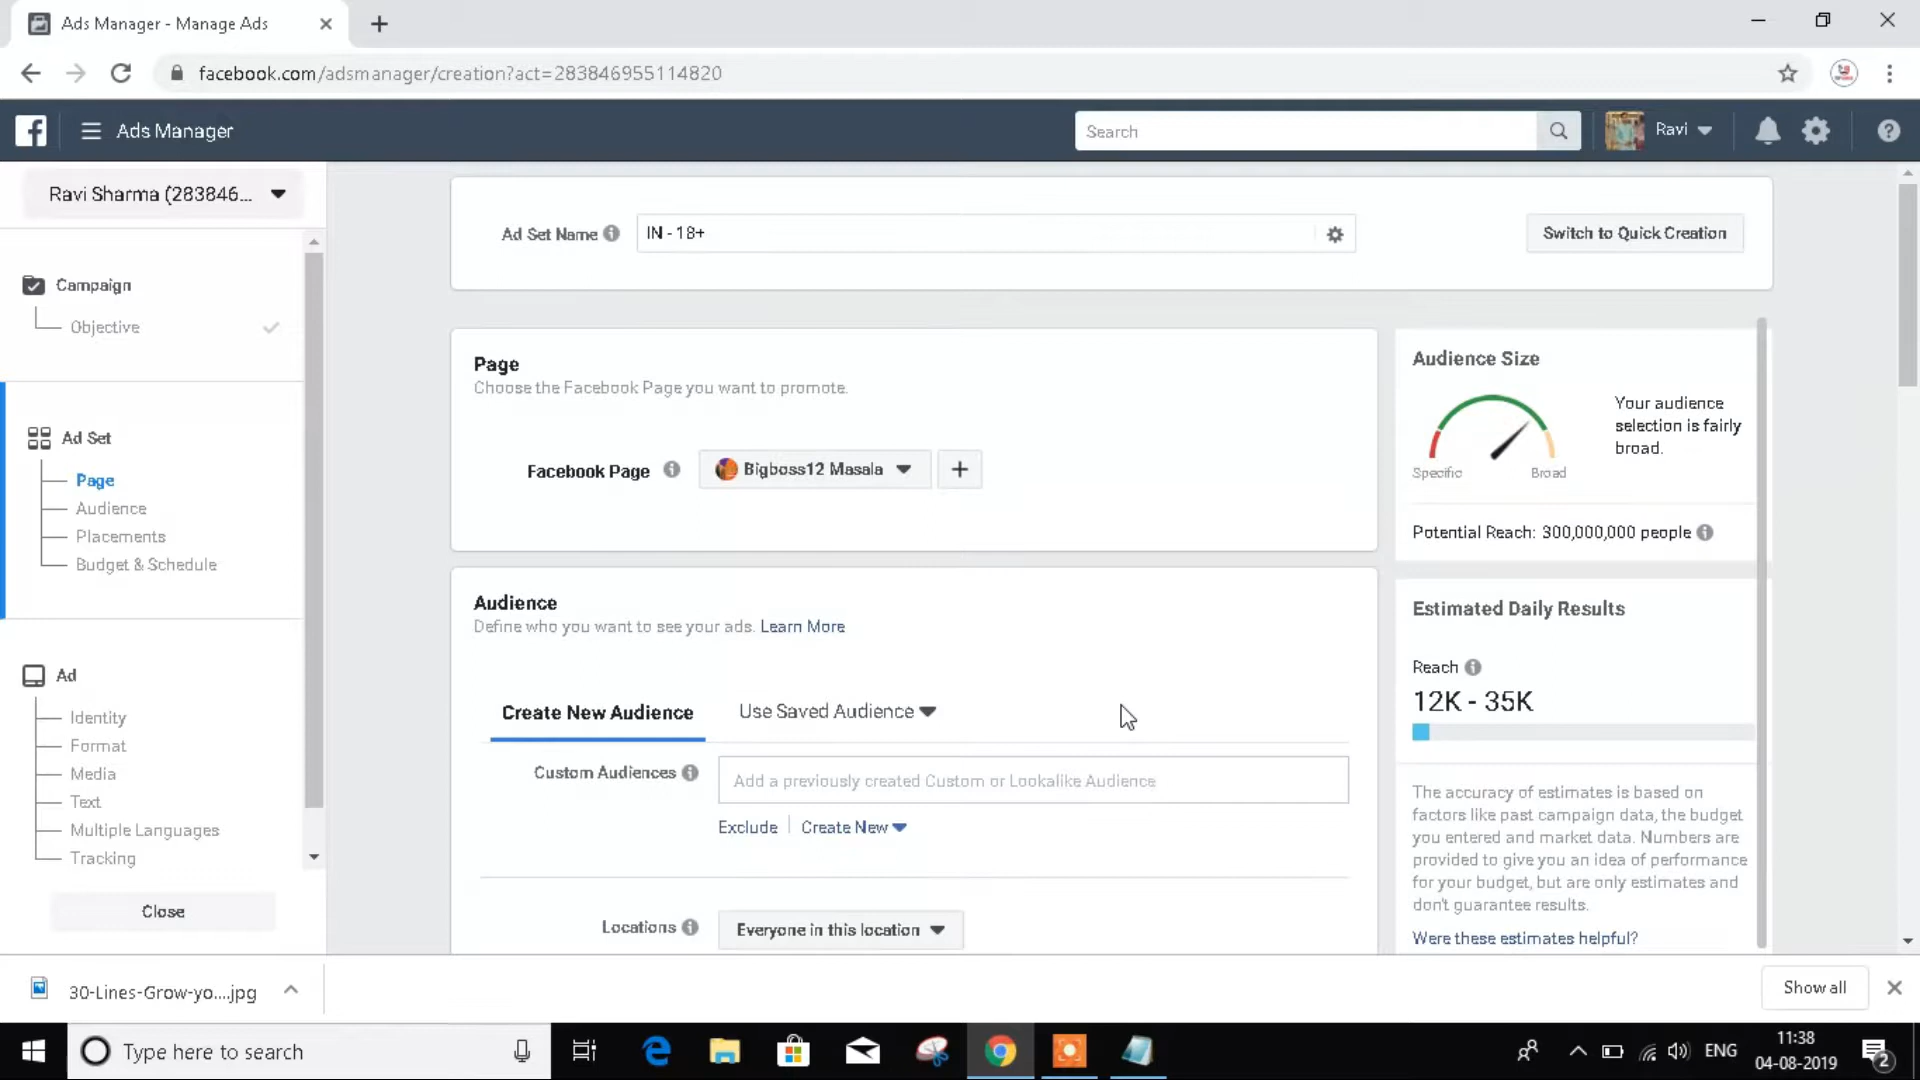 Ads Manager - Manage Ads
facebook.com/adsmanager/creation?act=283846955114820
Ads Manager
Search
Ravi
Ravi Sharma (283846...
Campaign
Objective
Ad Set
Page
Audience
Placements
Budget & Schedule
Ad
Identity
Format
Media
Text
Multiple Languages
Tracking
Close
Ad Set Name
IN - 18+
Switch to Quick Creation
Page
Choose the Facebook Page you want to promote.
Facebook Page
Bigboss12 Masala
Audience
Define who you want to see your ads. Learn More
Create New Audience
Use Saved Audience
Custom Audiences
Add a previously created Custom or Lookalike Audience
Exclude
Create New
Locations
Everyone in this location
Audience Size
Specific
Broad
Your audience
selection is fairly
broad.
Potential Reach: 300,000,000 people
Estimated Daily Results
Reach
12K - 35K
The accuracy of estimates is based on
factors like past campaign data, the budget
you entered and market data. Numbers are
provided to give you an idea of performance
for your budget, but are only estimates and
don't guarantee results.
Were these estimates helpful?
30-Lines-Grow-yo....jpg
Show all
Type here to search
ENG
11:38
04-08-2019
2